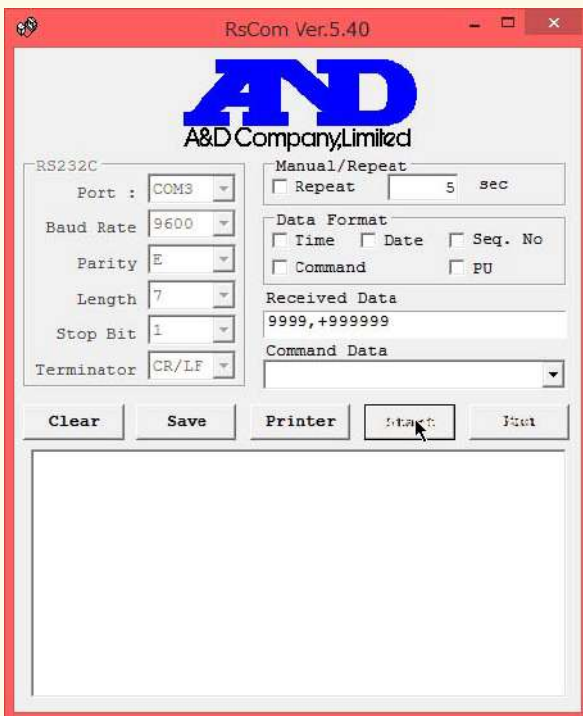 RsCom Ver.5.40
AND
A&D Company,Limited
RS232C
Port : COM3
Baud Rate 9600
Parity E
Length 7
Stop Bit 1
Terminator CR/LF
Manual/Repeat
Repeat 5 sec
Data Format
Time Date Seq. No
Command PU
Received Data
9999,+999999
Command Data
Clear Save Printer